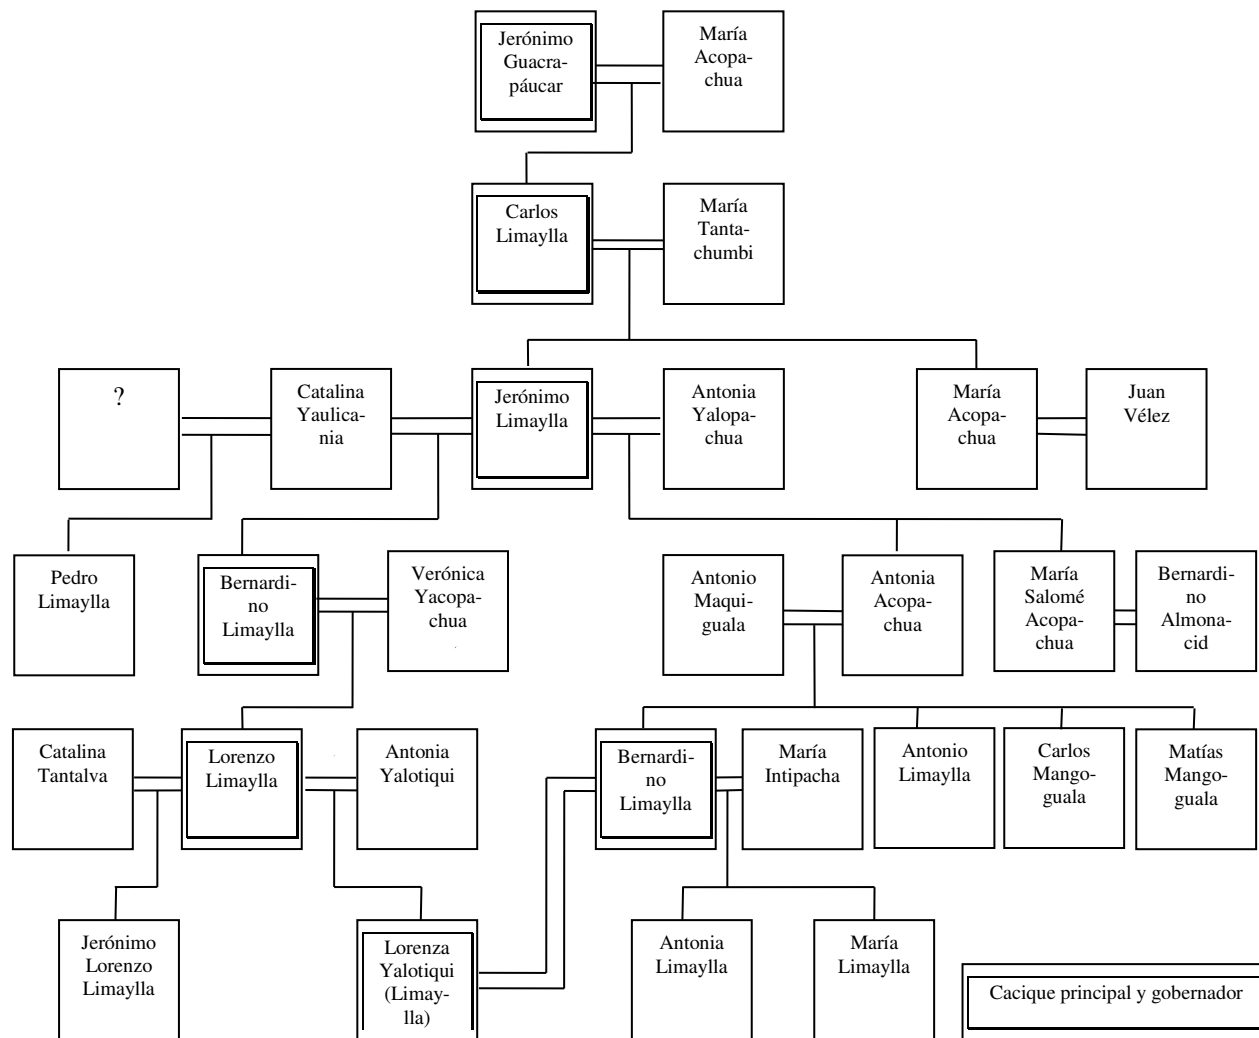 Jerónimo
Guacra-
páucar
María
Acopa-
chua
Carlos
Limaylla
María
Tanta-
chumbi
?
Catalina
Yaulica-
nia
Jerónimo
Limaylla
Antonia
Yalopa-
chua
María
Acopa-
chua
Juan
Vélez
Pedro
Limaylla
Bernardi-
no
Limaylla
Verónica
Yacopa-
chua
Antonio
Maqui-
guala
Antonia
Acopa-
chua
María
Salomé
Acopa-
chua
Bernardi-
no
Almona-
cid
Catalina
Tantalva
Lorenzo
Limaylla
Antonia
Yalotiqui
Bernardi-
no
Limaylla
María
Intipacha
Antonio
Limaylla
Carlos
Mango-
guala
Matías
Mango-
guala
Jerónimo
Lorenzo
Limaylla
Lorenza
Yalotiqui
(Limay-
lla)
Antonia
Limaylla
María
Limaylla
Cacique principal y gobernador